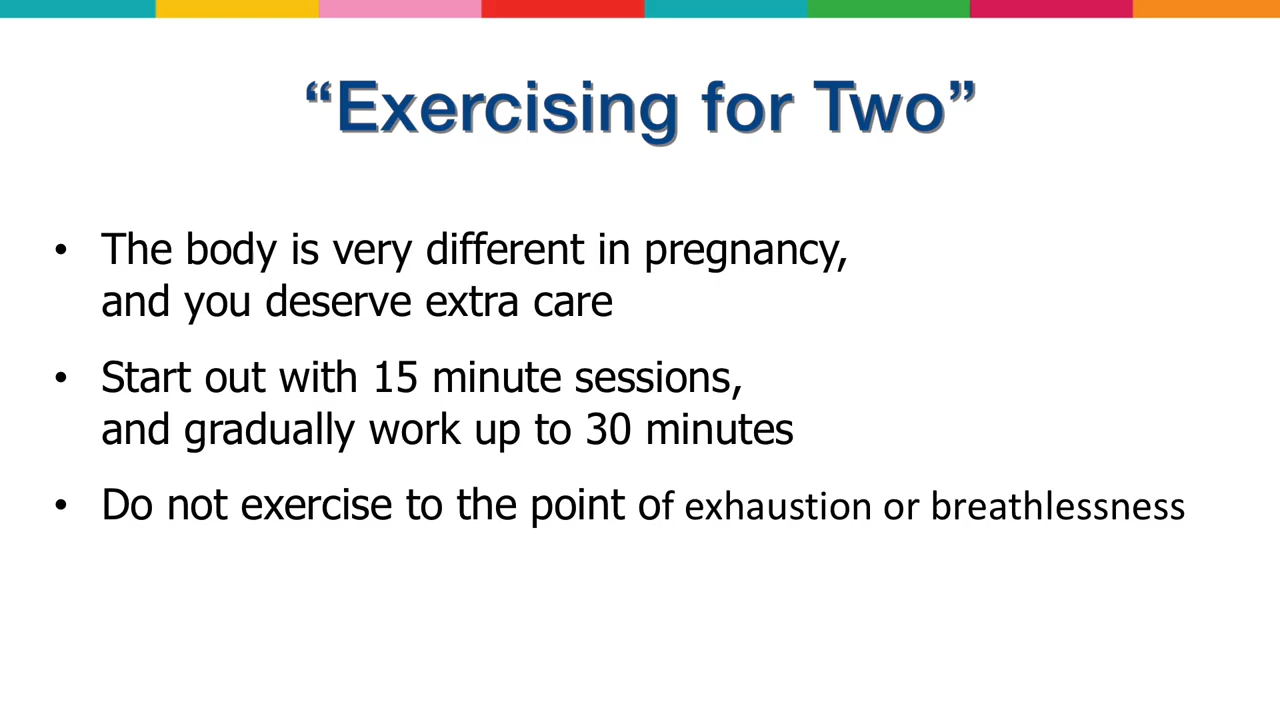 “Exercising for Two”
• The body is very different in pregnancy,
and you deserve extra care
• Start out with 15 minute sessions,
and gradually work up to 30 minutes
• Do not exercise to the point of exhaustion or breathlessness